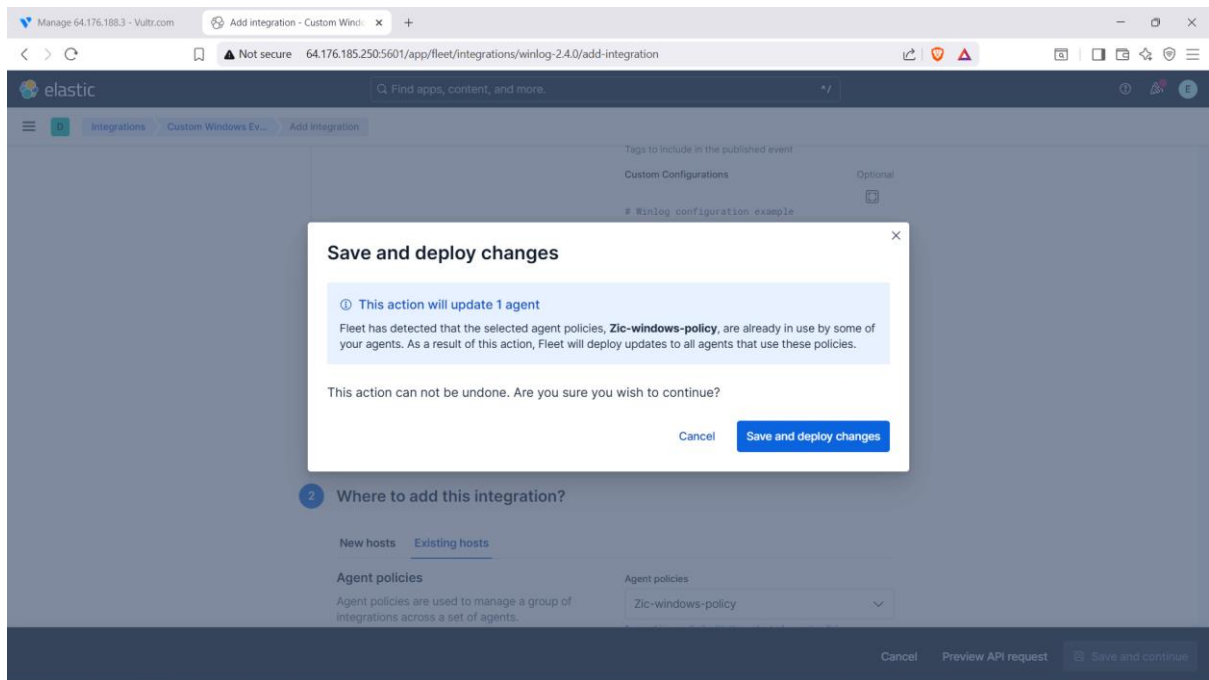 Manage 64.176.188.3 - Vultr.com
Add integration - Custom Windo
Not secure 64.176.185.250:5601/app/fleet/integrations/winlog-2.4.0/add-integration
elastic
Find apps, content, and more.
^/
E
D Integrations Custom Windows Ev... Add integration
Tags to include in the published event
Custom Configurations Optional
# Winlog configuration example
Save and deploy changes
This action will update 1 agent
Fleet has detected that the selected agent policies, Zic-windows-policy, are already in use by some of
your agents. As a result of this action, Fleet will deploy updates to all agents that use these policies.
This action can not be undone. Are you sure you wish to continue?
Cancel Save and deploy changes
2 Where to add this integration?
New hosts Existing hosts
Agent policies Agent policies
Agent policies are used to manage a group of
integrations across a set of agents.
Zic-windows-policy
Cancel Preview API request Save and continue